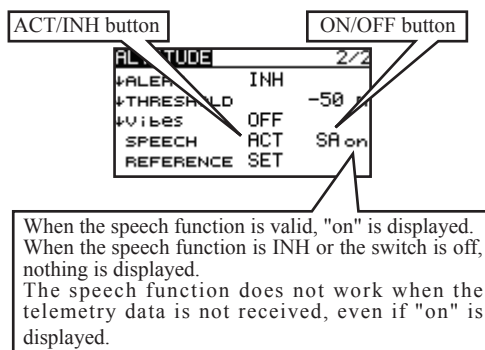 ACT/INH button
ON/OFF button
2/2
↓ALER INH
↓THRESHOLD -50
↓Vibes OFF
SPEECH ACT SA on
REFERENCE SET
When the speech function is valid, "on" is displayed.
When the speech function is INH or the switch is off,
nothing is displayed.
The speech function does not work when the
telemetry data is not received, even if "on" is
displayed.